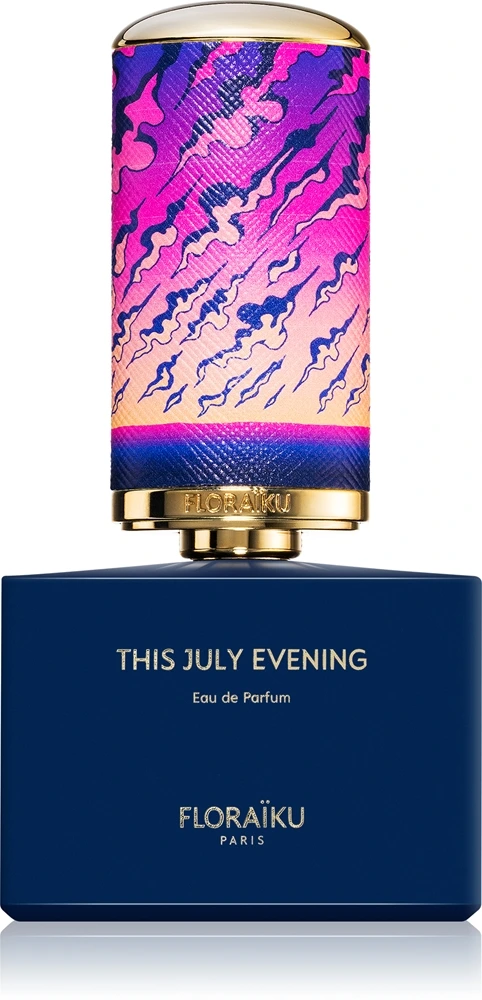 FLORAÏKU
THIS JULY EVENING
Eau de Parfum
FLORAÏKU
PARIS